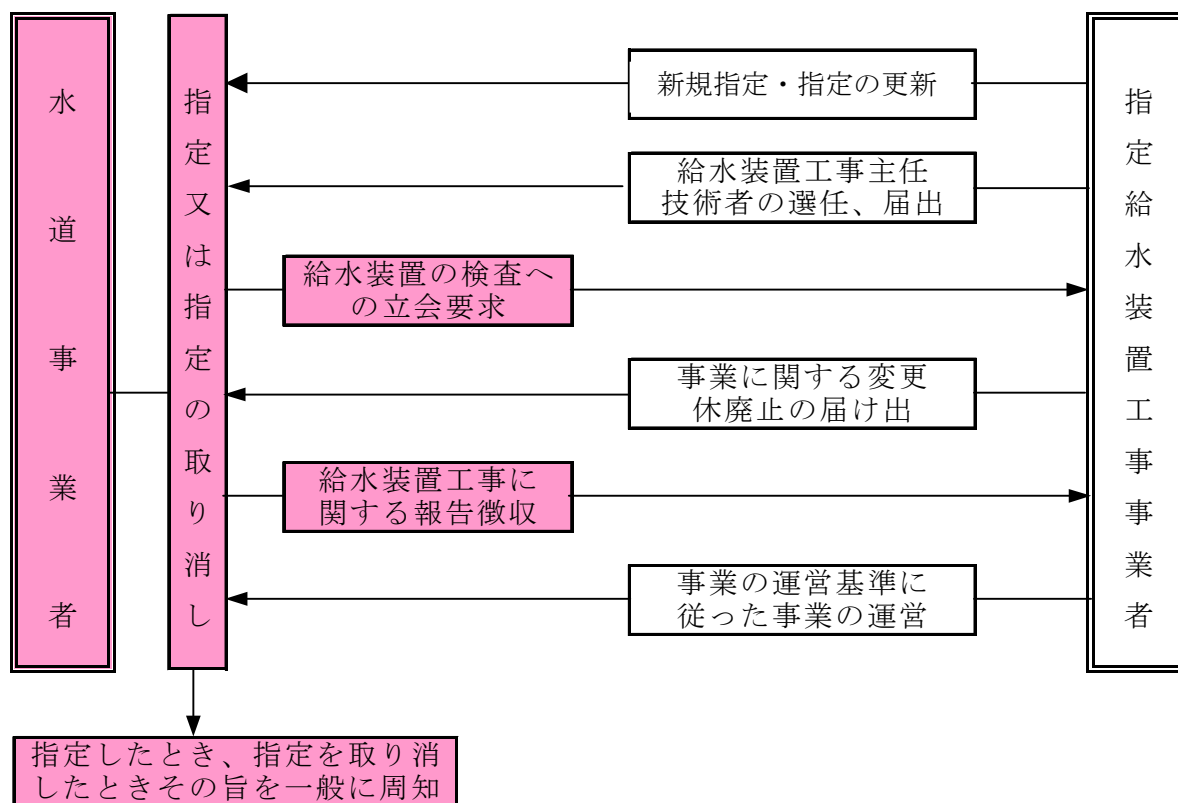 水道事業者
指定又は指定の取り消し
新規指定・指定の更新
給水装置工事主任
技術者の選任、届出
給水装置の検査へ
の立会要求
事業に関する変更
休廃止の届け出
給水装置工事に
関する報告徴収
事業の運営基準に
従った事業の運営
指定給水装置工事事業者
指定したとき、指定を取り消
したときその旨を一般に周知